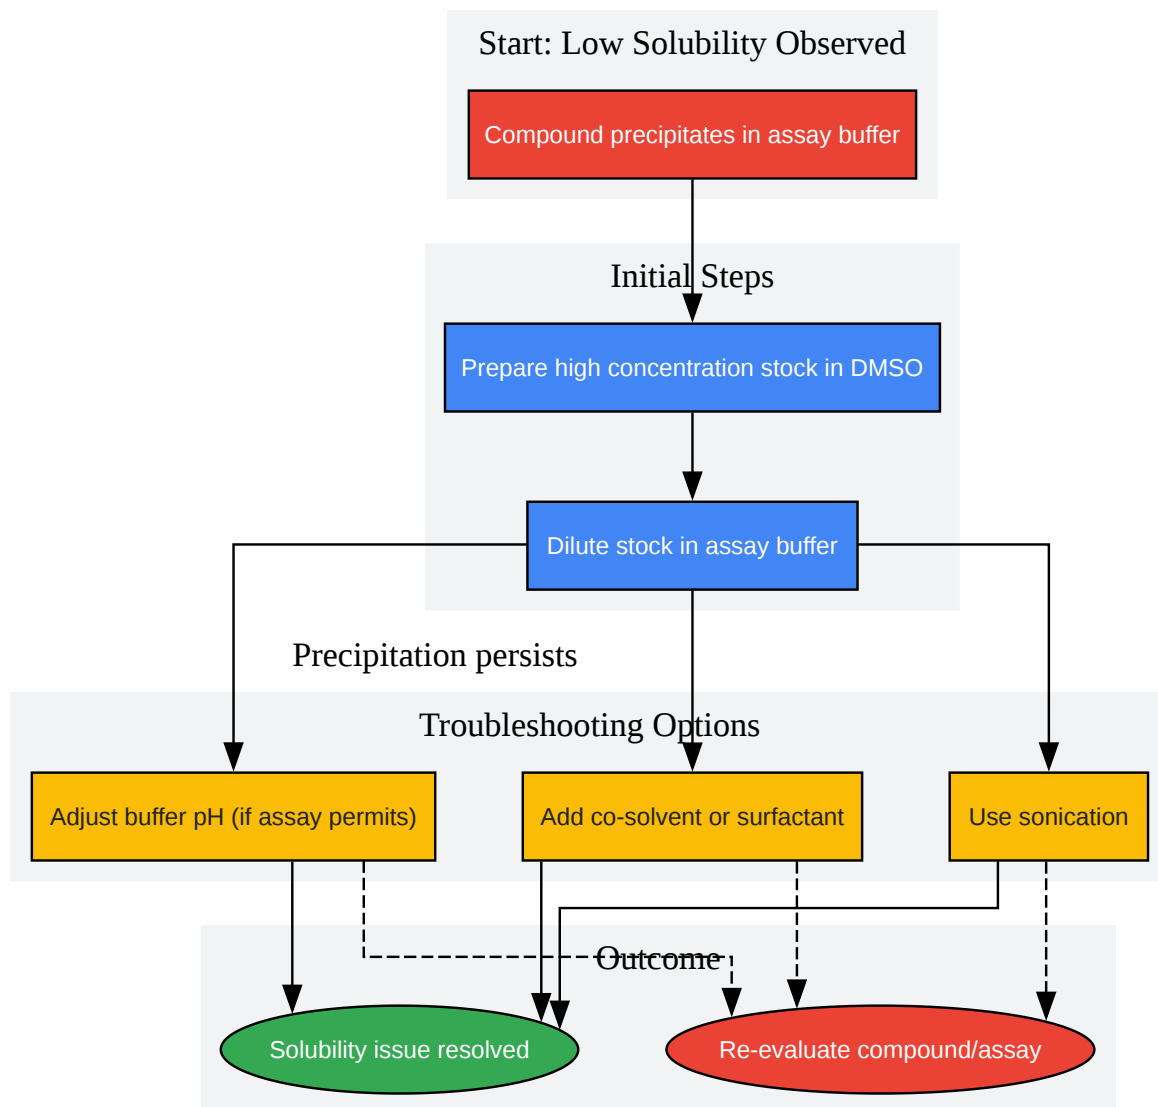 Start: Low Solubility Observed
Compound precipitates in assay buffer
Initial Steps
Prepare high concentration stock in DMSO
Dilute stock in assay buffer
Precipitation persists
Troubleshooting Options
Adjust buffer pH (if assay permits)
Add co-solvent or surfactant
Use sonication
Outcome
Solubility issue resolved
Re-evaluate compound/assay